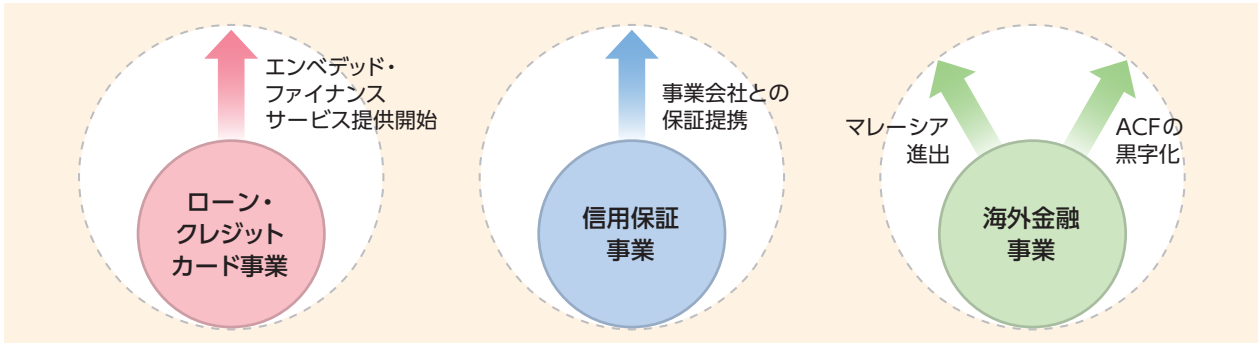 エンベデッド・
ファイナンス
サービス提供開始
ローン・
クレジット
カード事業
事業会社との
保証提携
信用保証
事業
マレーシア
進出
ACFの
黒字化
海外金融
事業